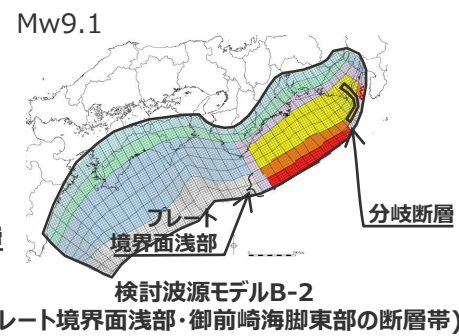 Mw9.1
プレート
境界面浅部
分岐断層
検討波源モデルB-2
レート境界面浅部・御前崎海脚東部の断層帯)